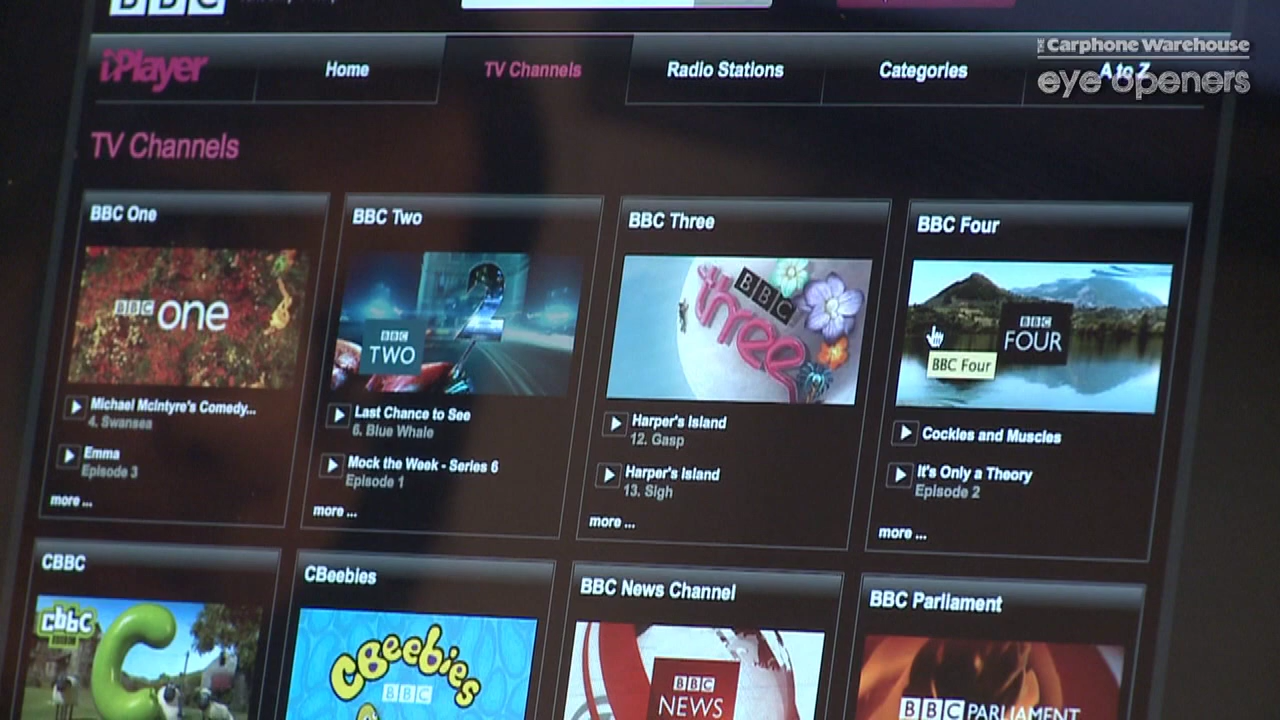 BBC
THE Carphone Warehouse
eye openers
iPlayer
Home
TV Channels
Radio Stations
Categories
A to Z
TV Channels
BBC One
BBC Two
BBC Three
BBC Four
BBC one
2
BBC TWO
BBC three
BBC FOUR
BBC Four
Michael McIntyre's Comedy...
4. Swansea
Emma
Episode 3
more ...
Last Chance to See
6. Blue Whale
Mock the Week - Series 6
Episode 1
more ...
Harper's Island
12. Gasp
Harper's Island
13. Sigh
more ...
Cockles and Muscles
It's Only a Theory
Episode 2
more ...
CBBC
CBeebies
BBC News Channel
BBC Parliament
cbbc
C
CBeebies
BBC
BBC
NEWS
BBC PARLIAMENT